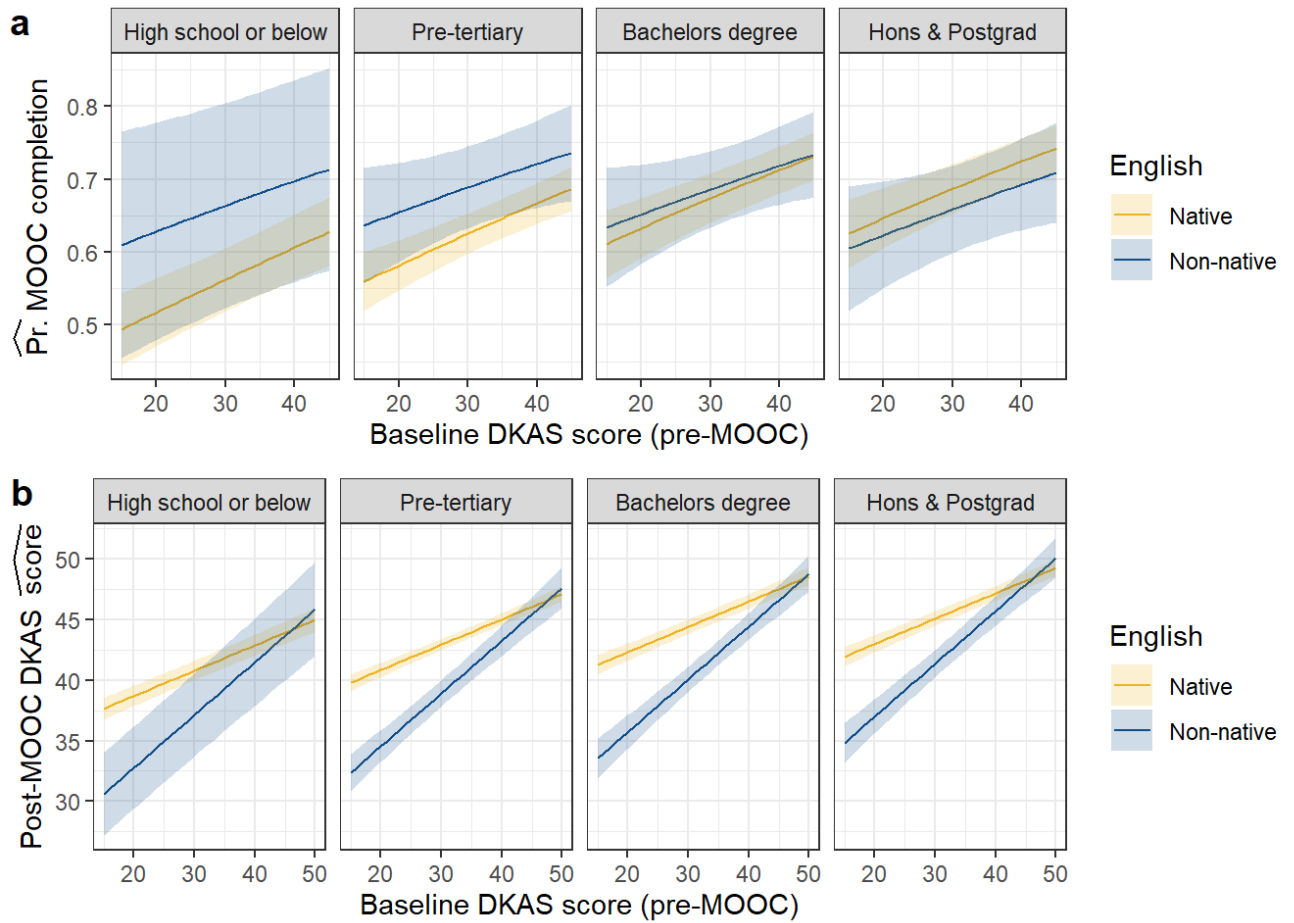 a
High school or below Pre-tertiary Bachelors degree Hons & Postgrad
Pr. MOOC completion
0.8
0.7
0.6
0.5
20 30 40 20 30 40 20 30 40 20 30 40
Baseline DKAS score (pre-MOOC)
English
Native
Non-native
b
High school or below Pre-tertiary Bachelors degree Hons & Postgrad
Post-MOOC DKAS score
50
45
40
35
30
20 30 40 50 20 30 40 50 20 30 40 50 20 30 40 50
Baseline DKAS score (pre-MOOC)
English
Native
Non-native